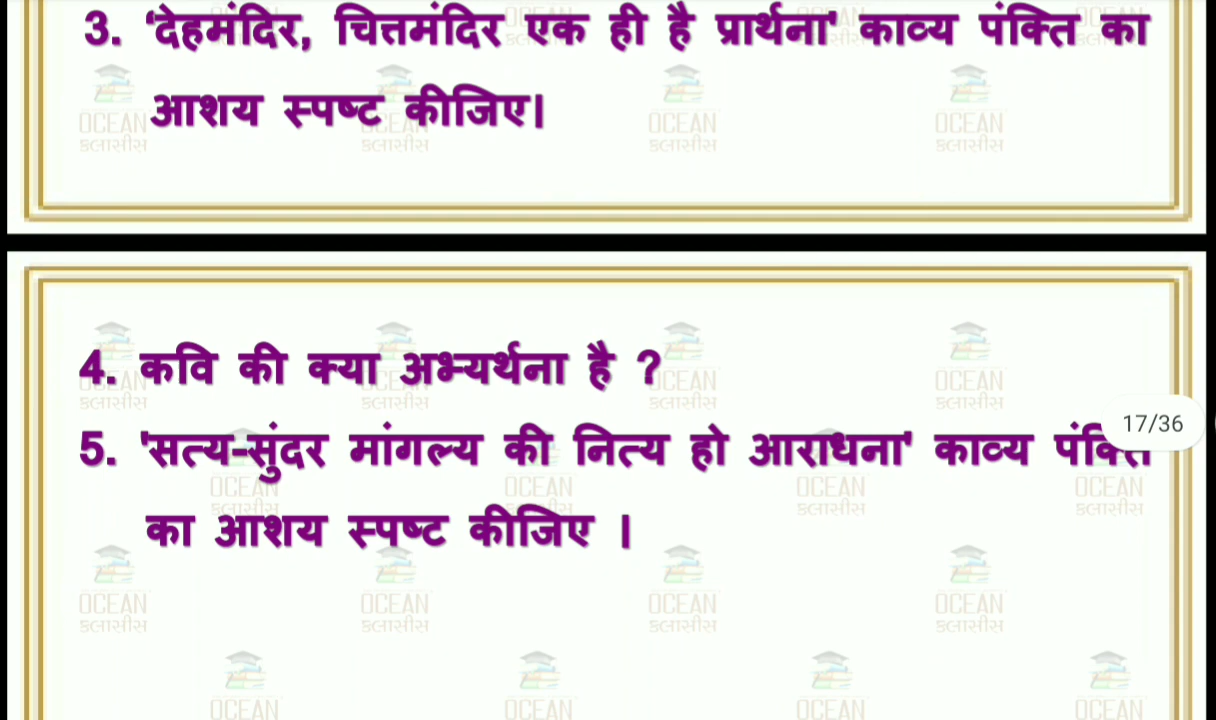 3. 'देहमंदिर, चित्तमंदिर एक ही है प्रार्थना' काव्य पंक्ति का
आशय स्पष्ट कीजिए।
4. कवि की क्या अभ्यर्थना है ?
17/36
5. 'सत्य-सुंदर मांगल्य की नित्य हो आराधना' काव्य पंक्ति
का आशय स्पष्ट कीजिए ।
OCEAN
ક્લાસીસ